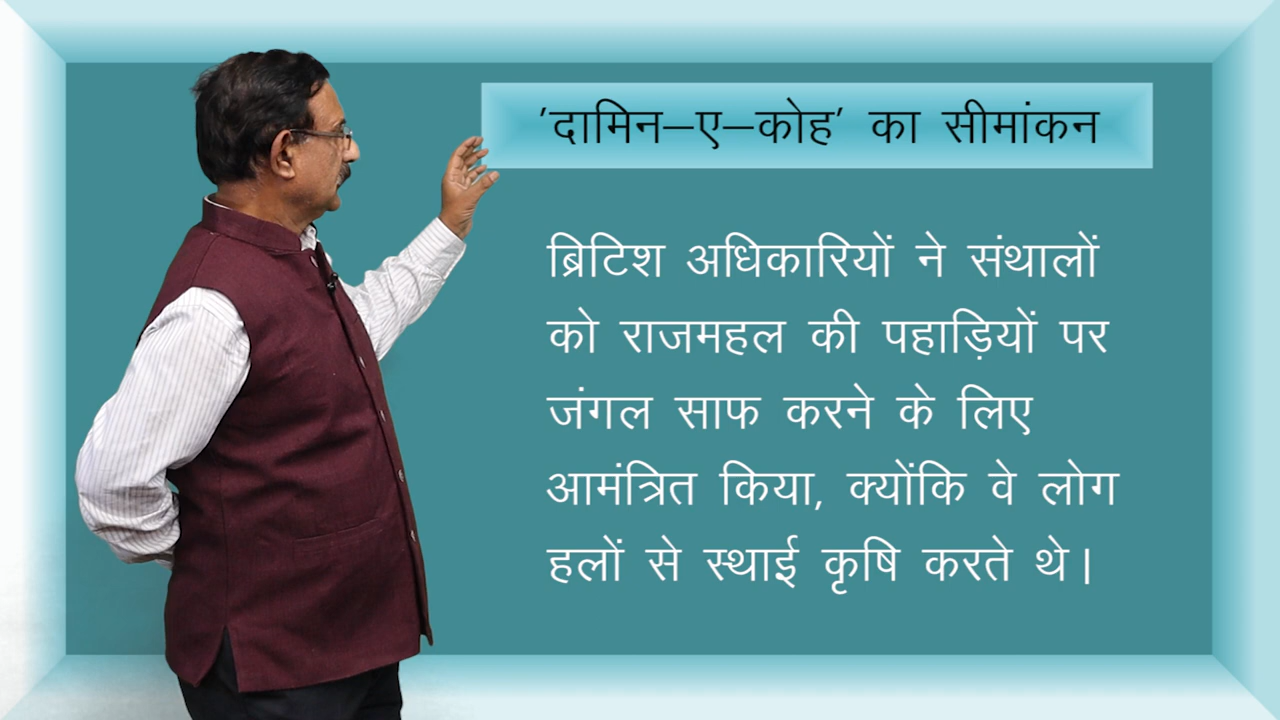 'दामिन–ए–कोह' का सीमांकन
ब्रिटिश अधिकारियों ने संथालों
को राजमहल की पहाड़ियों पर
जंगल साफ करने के लिए
आमंत्रित किया, क्योंकि वे लोग
हलों से स्थाई कृषि करते थे।